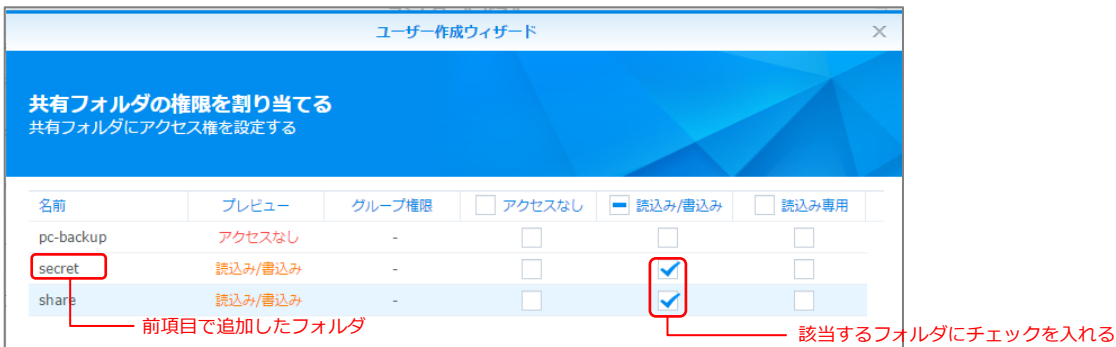 ユーザー作成ウィザード
共有フォルダの権限を割り当てる
共有フォルダにアクセス権を設定する
名前 プレビュー グループ権限 アクセスなし 読込み/書込み 読込み専用
pc-backup アクセスなし -
secret 読込み/書込み -
share 読込み/書込み -
前項目で追加したフォルダ
該当するフォルダにチェックを入れる